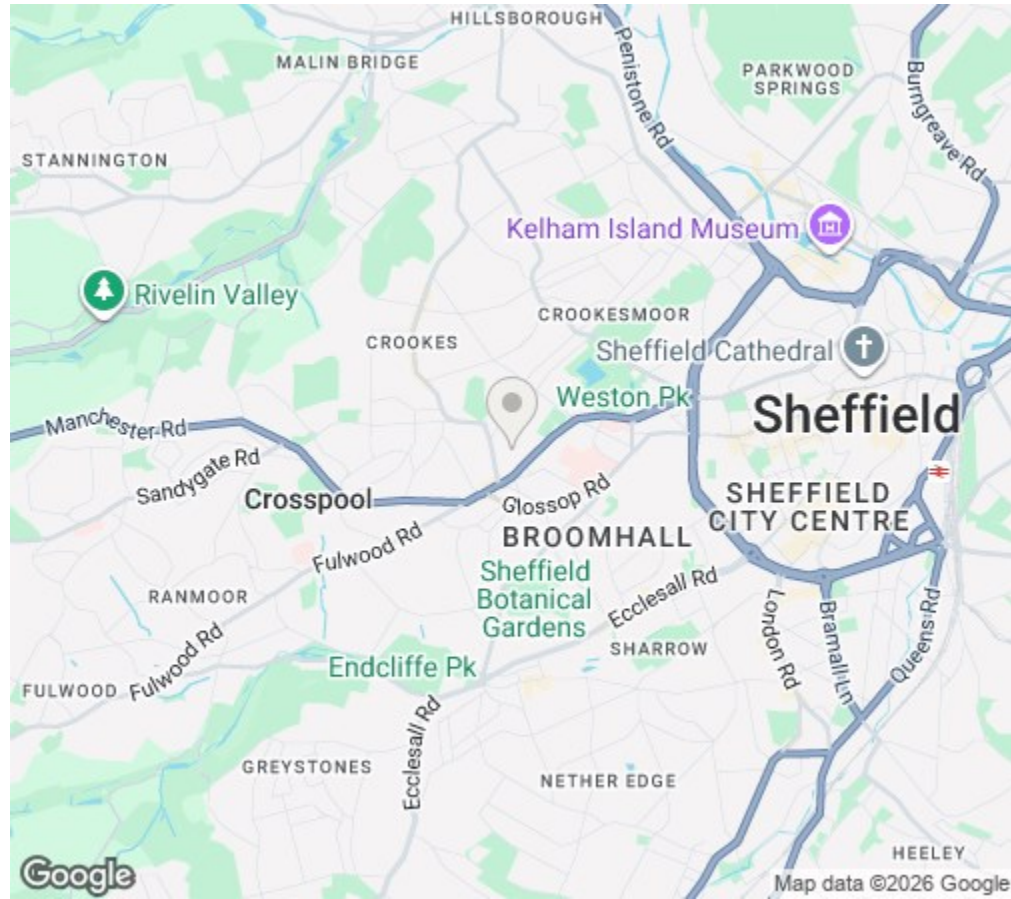 HILLSBOROUGH
MALIN BRIDGE
Penistone Rd
PARKWOOD
SPRINGS
Burngreave Rd
STANNINGTON
Kelham Island Museum
Rivelin Valley
CROOKESMOOR
CROOKES
Sheffield Cathedral
Weston Pk
Sheffield
Manchester Rd
Sandygate Rd
Crosspool
Glossop Rd
SHEFFIELD
CITY CENTRE
Fulwood Rd
BROOMHALL
Sheffield
Botanical
Gardens
Ecclesall Rd
RANMOOR
London Rd
Bramall Ln
Queens Rd
SHARROW
Endcliffe Pk
FULWOOD
Fulwood Rd
Ecclesall Rd
GREYSTONES
NETHER EDGE
HEELEY
Google
Map data ©2026 Google